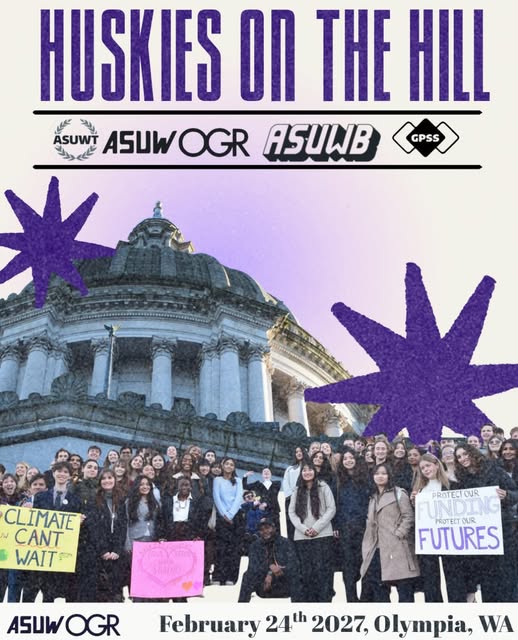 HUSKIES ON THE HILL
ASUWT ASUW OGR ASUWB GPSS
CLIMATE
CANT
WAIT
PROTECT OUR
FUNDING
PROTECT OUR
FUTURES
ASUW OGR February 24th 2027, Olympia, WA